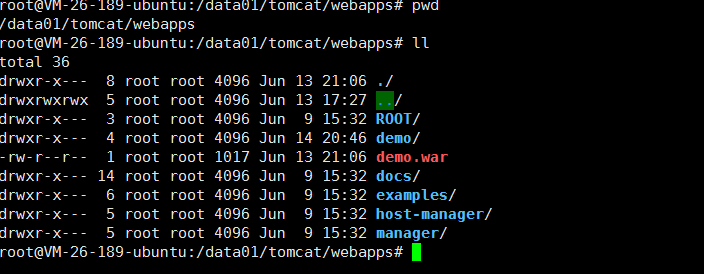 root@VM-26-189-ubuntu:/data01/tomcat/webapps# pwd
/data01/tomcat/webapps
root@VM-26-189-ubuntu:/data01/tomcat/webapps# ll
total 36
drwxr-x---  8 root root 4096 Jun 13 21:06 ./
drwxrwxrwx  5 root root 4096 Jun 13 17:27 ../
drwxr-x---  3 root root 4096 Jun  9 15:32 ROOT/
drwxr-x---  4 root root 4096 Jun 14 20:46 demo/
-rw-r--r--  1 root root 1017 Jun 13 21:06 demo.war
drwxr-x--- 14 root root 4096 Jun  9 15:32 docs/
drwxr-x---  6 root root 4096 Jun  9 15:32 examples/
drwxr-x---  5 root root 4096 Jun  9 15:32 host-manager/
drwxr-x---  5 root root 4096 Jun  9 15:32 manager/
root@VM-26-189-ubuntu:/data01/tomcat/webapps#